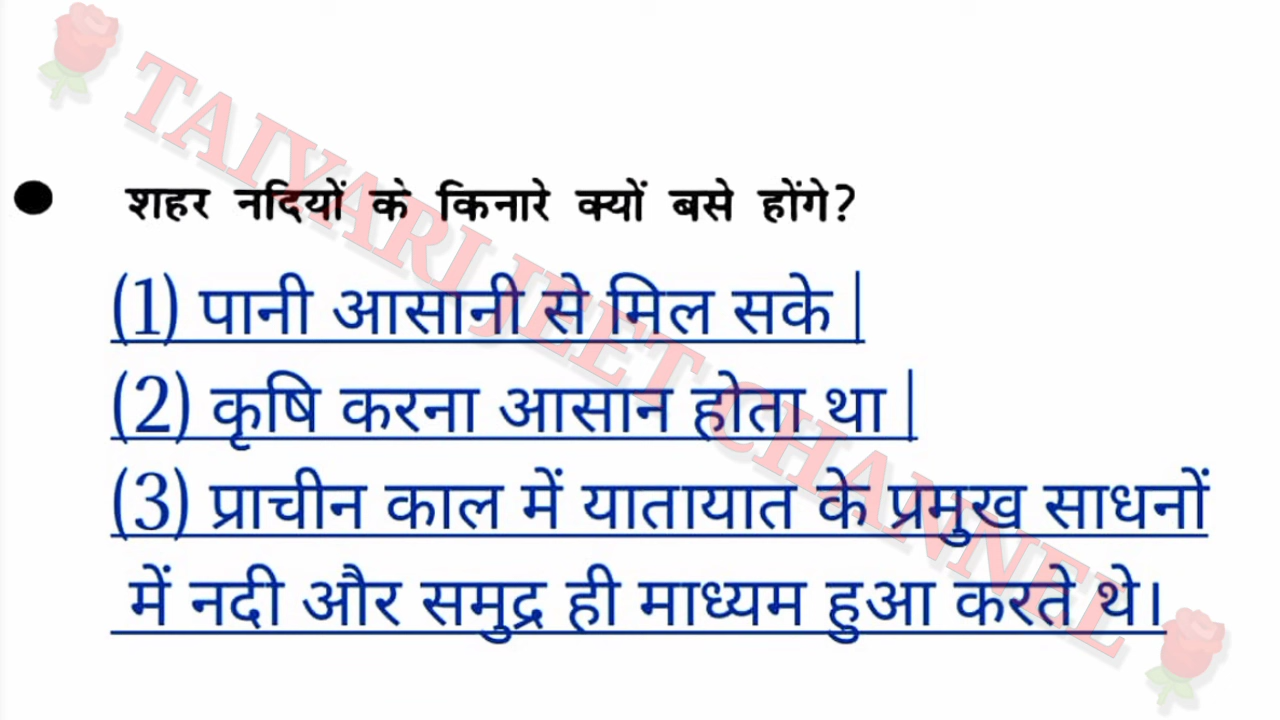 TAIYARI JEET CHANNEL
● शहर नदियों के किनारे क्यों बसे होंगे?
(1) पानी आसानी से मिल सके |
(2) कृषि करना आसान होता था |
(3) प्राचीन काल में यातायात के प्रमुख साधनों
में नदी और समुद्र ही माध्यम हुआ करते थे।